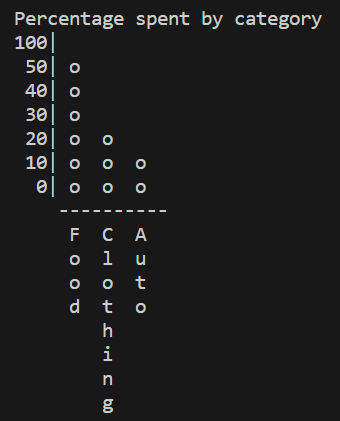 Percentage spent by category
100|
 50| o
 40| o
 30| o
 20| o  o
 10| o  o  o
  0| o  o  o
    ----------
     F  C  A
     o  l  u
     o  o  t
     d  t  o
        h
        i
        n
        g